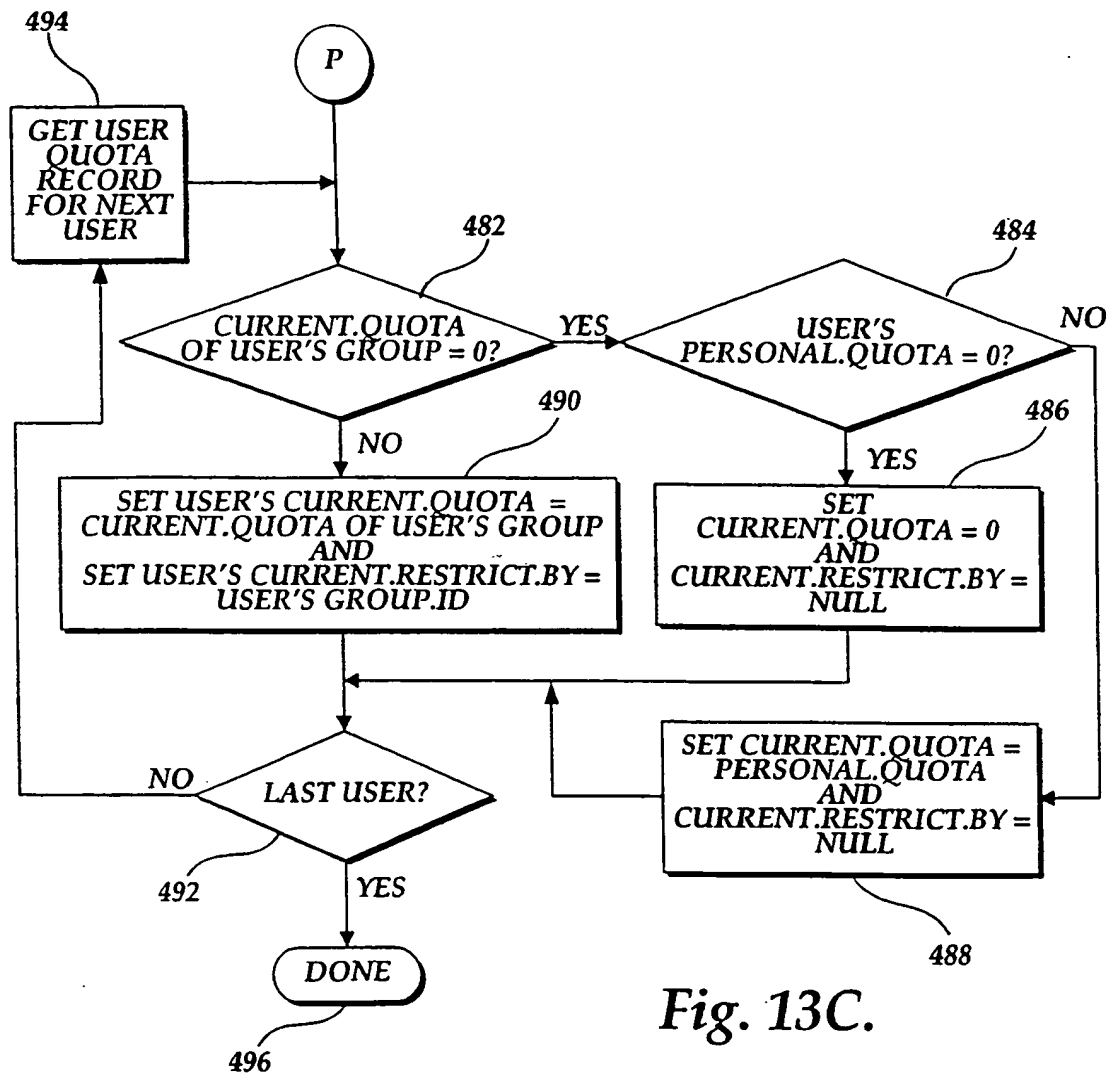 494
P
GET USER
QUOTA
RECORD
FOR NEXT
USER
482
484
CURRENT.QUOTA
OF USER'S GROUP = 0?
YES
USER'S
PERSONAL.QUOTA = 0?
NO
490
486
NO
YES
SET USER'S CURRENT.QUOTA =
CURRENT.QUOTA OF USER'S GROUP
AND
SET USER'S CURRENT.RESTRICT.BY =
USER'S GROUP.ID
SET
CURRENT.QUOTA = 0
AND
CURRENT.RESTRICT.BY =
NULL
NO
LAST USER?
SET CURRENT.QUOTA =
PERSONAL.QUOTA
AND
CURRENT.RESTRICT.BY =
NULL
492
YES
488
DONE
496
Fig. 13C.